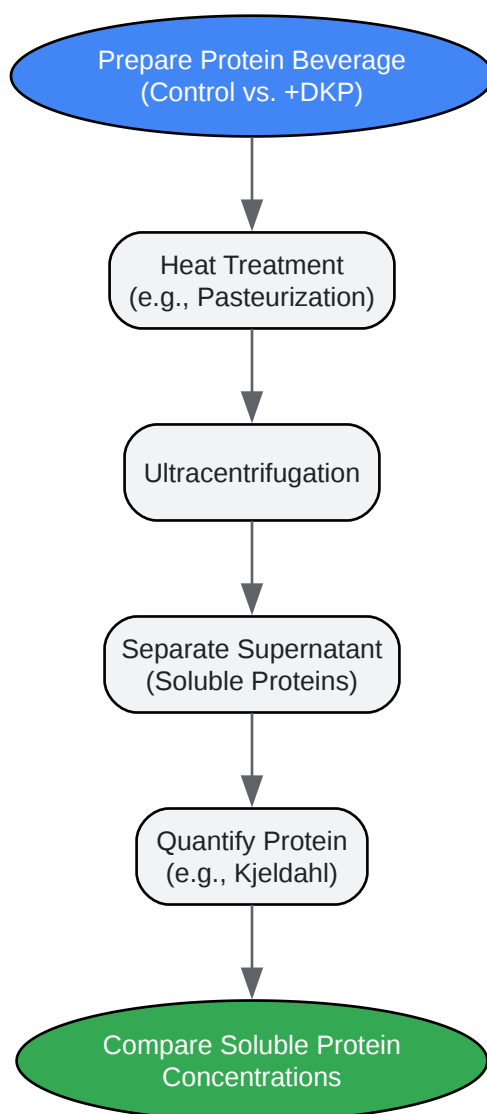 Prepare Protein Beverage
(Control vs. +DKP)
Heat Treatment
(e.g., Pasteurization)
Ultracentrifugation
Separate Supernatant
(Soluble Proteins)
Quantify Protein
(e.g., Kjeldahl)
Compare Soluble Protein
Concentrations